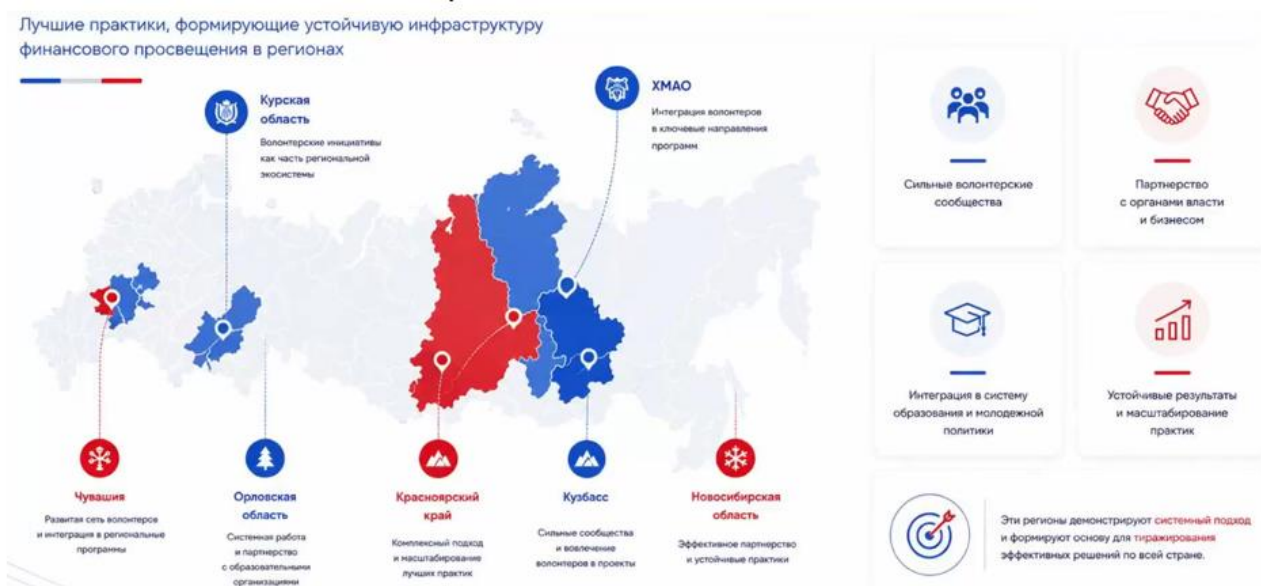 Лучшие практики, формирующие устойчивую инфраструктуру
финансового просвещения в регионах
Курская
область
Волонтерские инициативы
как часть региональной
экосистемы
ХМАО
Интеграция волонтеров
в ключевые направления
программ
Чувашия
Развитая сеть волонтеров
и интеграция в региональные
программы
Орловская
область
Системная работа
и партнерство
с образовательными
организациями
Красноярский
край
Комплексный подход
и масштабирование
лучших практик
Кузбасс
Сильные сообщества
и вовлечение
волонтеров в проекты
Новосибирская
область
Эффективное партнерство
и устойчивые практики
Сильные волонтерские
сообщества
Партнерство
с органами власти
и бизнесом
Интеграция в систему
образования и молодежной
политики
Устойчивые результаты
и масштабирование
практик
Эти регионы демонстрируют системный подход
и формируют основу для тиражирования
эффективных решений по всей стране.